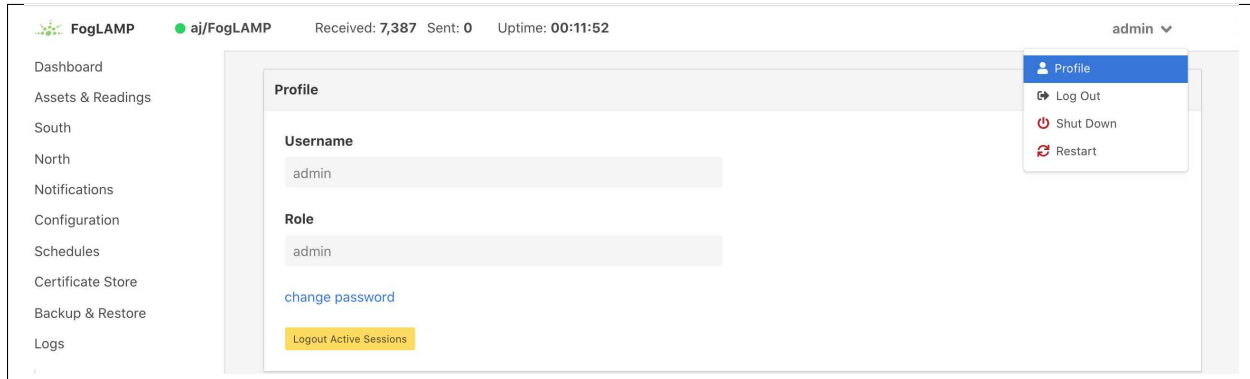 FogLAMP aj/FogLAMP Received: 7,387 Sent: 0 Uptime: 00:11:52 admin
Dashboard
Assets & Readings
South
North
Notifications
Configuration
Schedules
Certificate Store
Backup & Restore
Logs
Profile
Username
admin
Role
admin
change password
Logout Active Sessions
Profile
Log Out
Shut Down
Restart